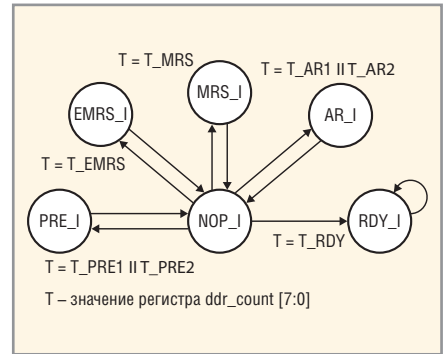 T = T_MRS
T = T_AR1 II T_AR2
MRS_I
EMRS_I
AR_I
T = T_EMRS
PRE_I
NOP_I
RDY_I
T = T_RDY
T = T_PRE1 II T_PRE2
T – значение регистра ddr_count [7:0]